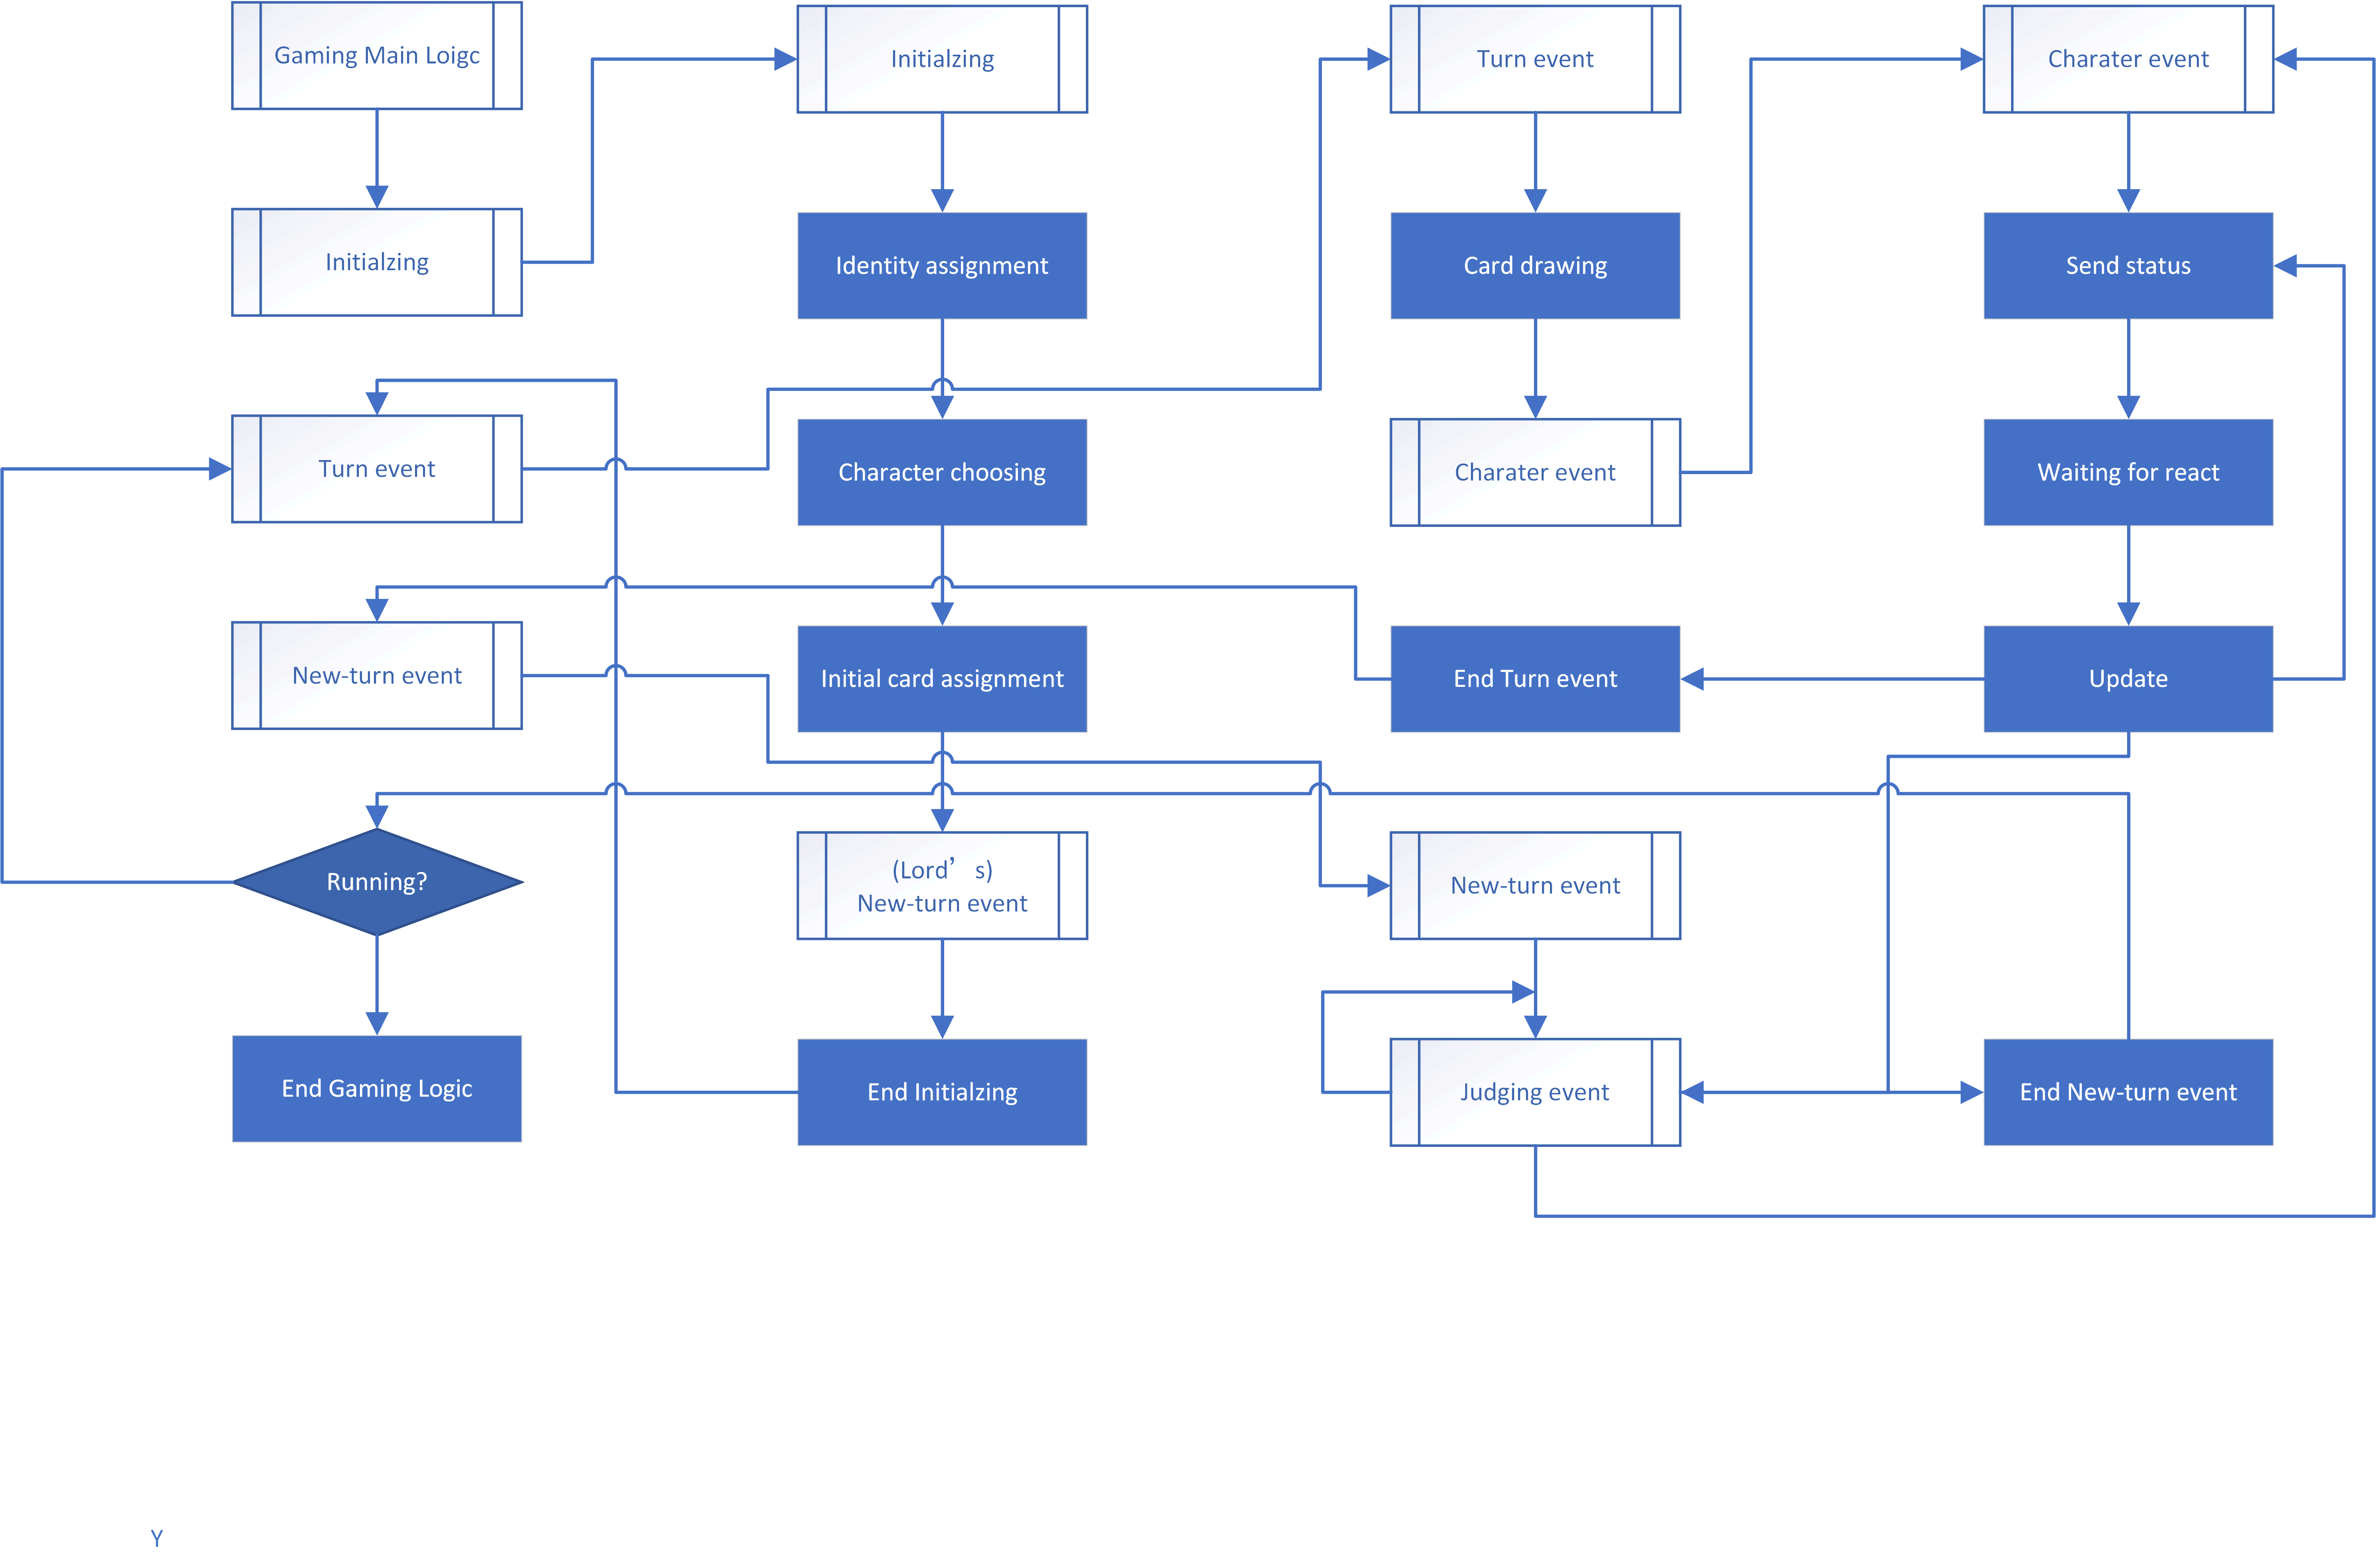 Gaming Main Loigc
Initialzing
Turn event
Charater event
Initialzing
Identity assignment
Card drawing
Send status
Turn event
Character choosing
Charater event
Waiting for react
New-turn event
Initial card assignment
End Turn event
Update
Running?
(Lord’s)
New-turn event
New-turn event
End Gaming Logic
End Initialzing
Judging event
End New-turn event
Y